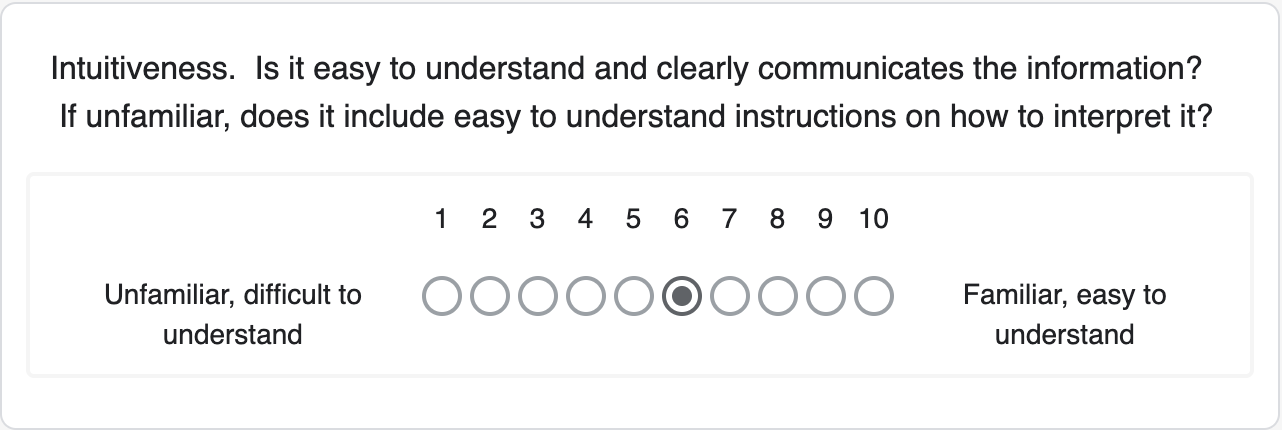 Intuitiveness.  Is it easy to understand and clearly communicates the information?
If unfamiliar, does it include easy to understand instructions on how to interpret it?
1 2 3 4 5 6 7 8 9 10
Unfamiliar, difficult to
understand
Familiar, easy to
understand